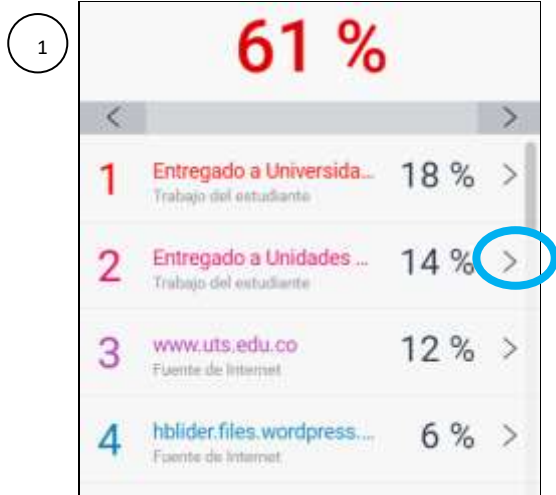 1
61 %
1 Entregado a Universida... 18 %
Trabajo del estudiante
2 Entregado a Unidades ... 14 %
Trabajo del estudiante
3 www.uts.edu.co 12 %
Fuente de Internet
4 hblider.files.wordpress.... 6 %
Fuente de Internet